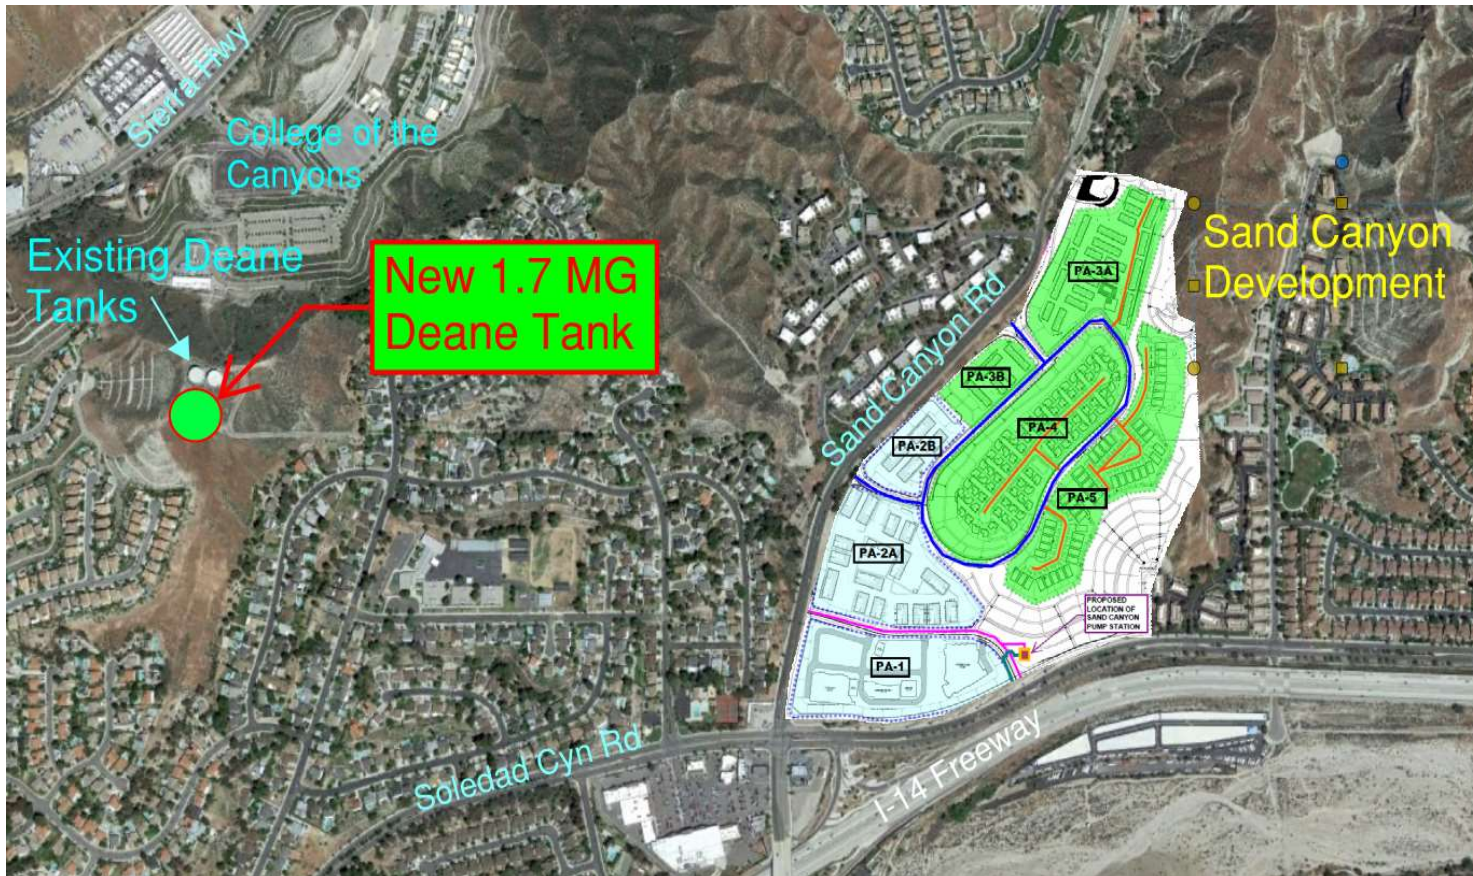 Sierra Hwy
College of the
Canyons
Existing Deane
Tanks
New 1.7 MG
Deane Tank
Sand Canyon Rd
Sand Canyon
Development
PA-3A
PA-3B
PA-4
PA-2B
PA-5
PA-2A
PROPOSED
LOCATION OF
SAND CANYON
PUMP STATION
PA-1
Soledad Cyn Rd
I-14 Freeway